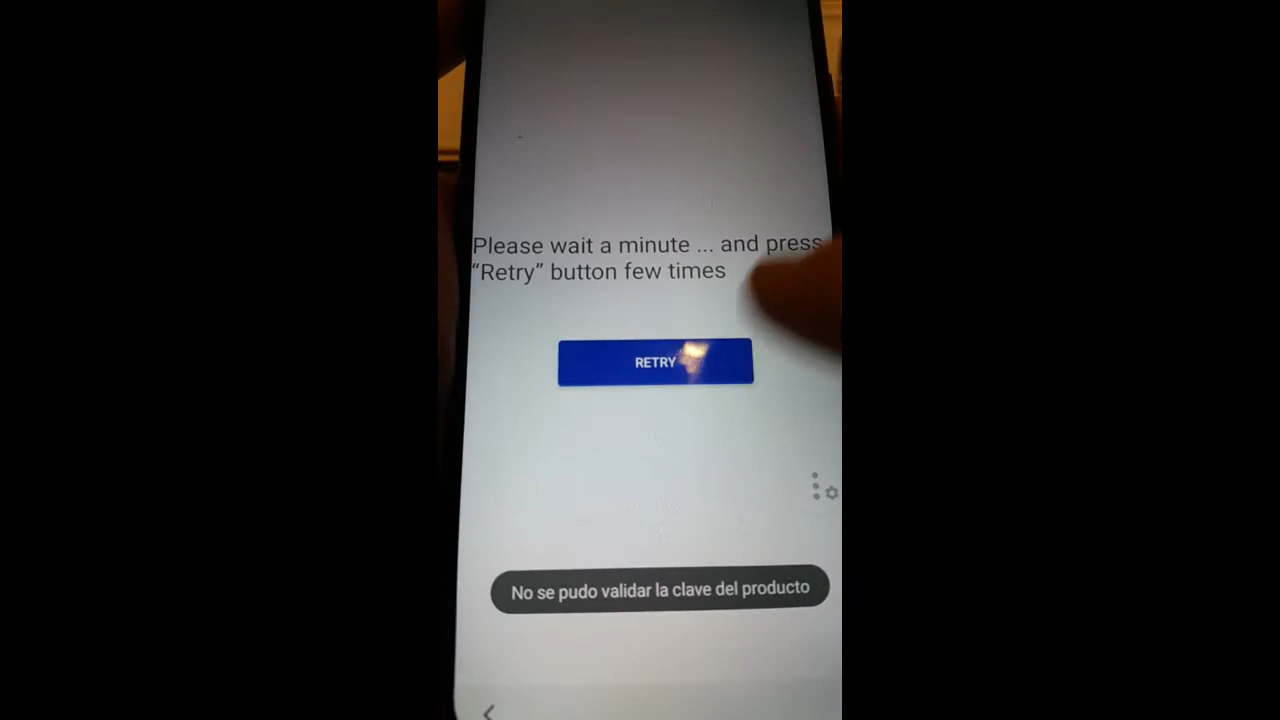 Please wait a minute ... and press
“Retry” button few times
RETRY
No se pudo validar la clave del producto